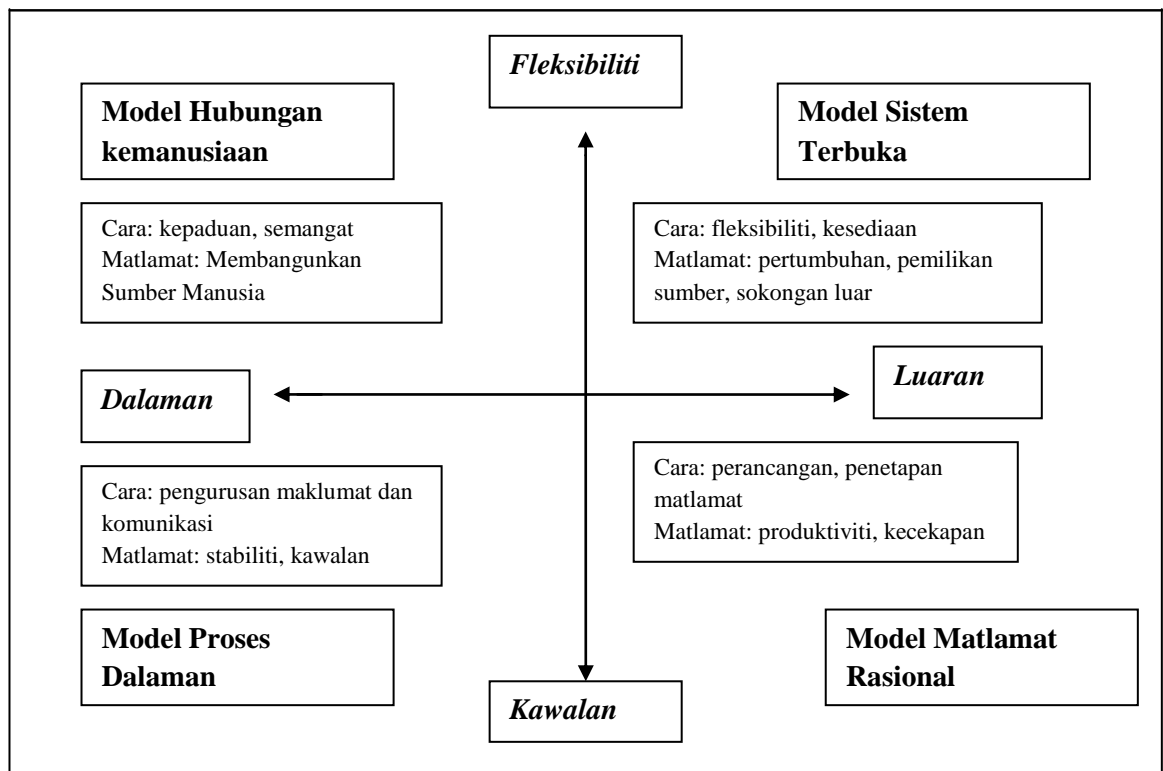 Fleksibiliti
Model Hubungan
kemanusiaan
Model Sistem
Terbuka
Cara: kepaduan, semangat
Matlamat: Membangunkan
Sumber Manusia
Cara: fleksibiliti, kesediaan
Matlamat: pertumbuhan, pemilikan
sumber, sokongan luar
Dalaman
Luaran
Cara: pengurusan maklumat dan
komunikasi
Matlamat: stabiliti, kawalan
Cara: perancangan, penetapan
matlamat
Matlamat: produktiviti, kecekapan
Model Proses
Dalaman
Model Matlamat
Rasional
Kawalan